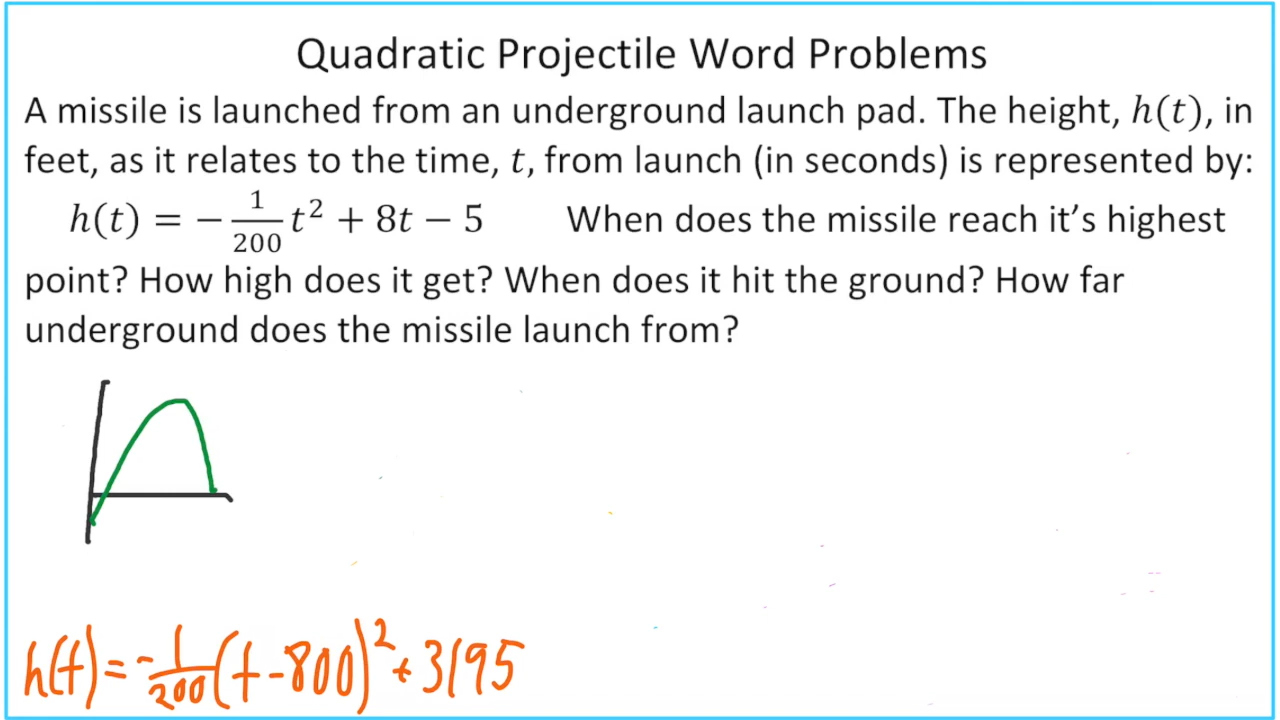 Quadratic Projectile Word Problems
A missile is launched from an underground launch pad. The height, h(t), in
feet, as it relates to the time, t, from launch (in seconds) is represented by:
h(t) = −1/200 t² + 8t − 5 When does the missile reach it's highest
point? How high does it get? When does it hit the ground? How far
underground does the missile launch from?
h(t) = -1/200 (t - 800)² + 3195